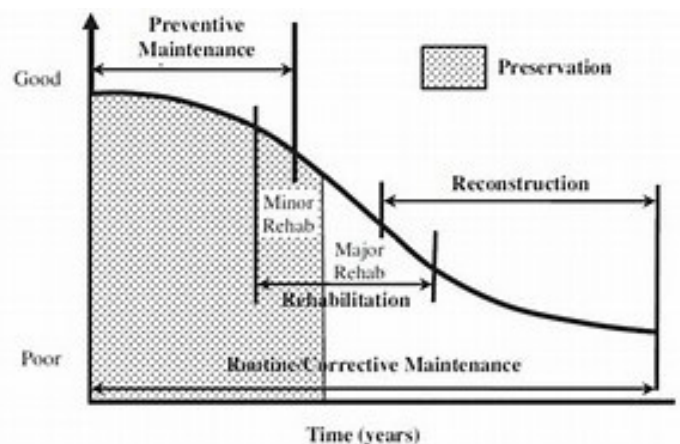 Preventive
Maintenance
Preservation
Good
Reconstruction
Minor
Rehab
Major
Rehab
Rehabilitation
Poor
Routine/Corrective Maintenance
Time (years)